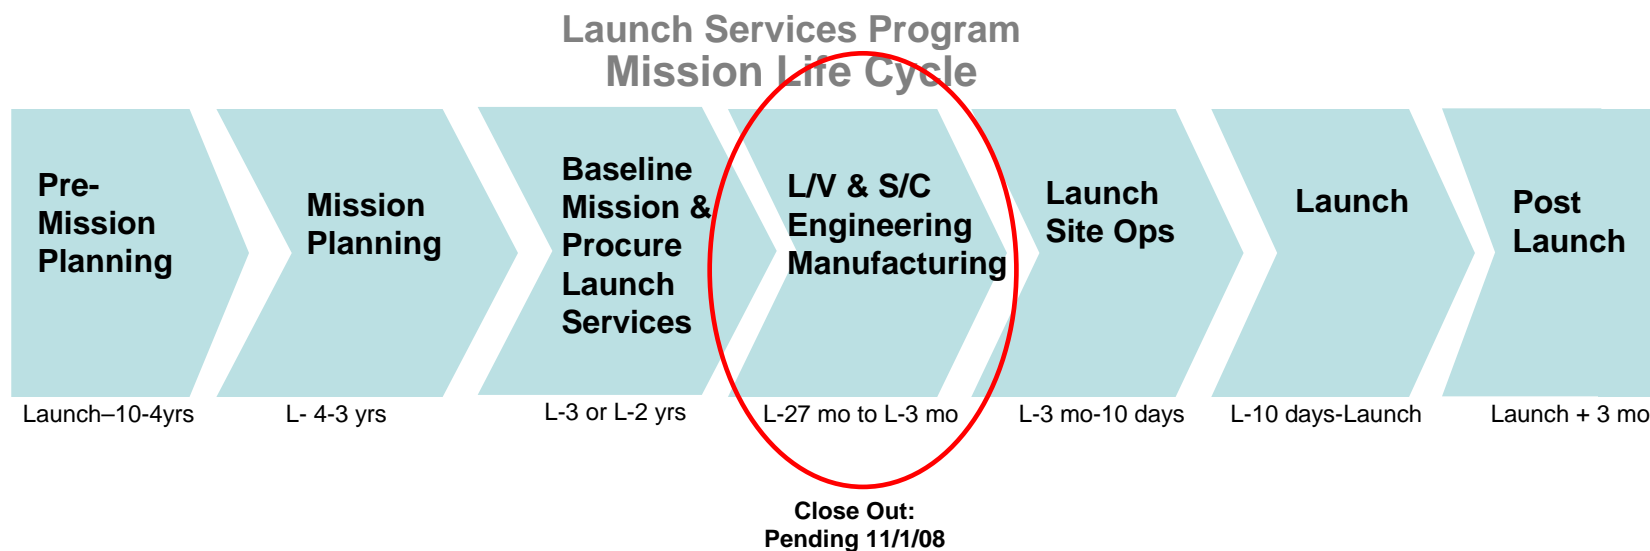 Launch Services Program
Mission Life Cycle
Pre-
Mission
Planning
Mission
Planning
Baseline
Mission &
Procure
Launch
Services
L/V & S/C
Engineering
Manufacturing
Launch
Site Ops
Launch
Post
Launch
Launch–10-4yrs
L- 4-3 yrs
L-3 or L-2 yrs
L-27 mo to L-3 mo
L-3 mo-10 days
L-10 days-Launch
Launch + 3 mo
Close Out:
Pending 11/1/08